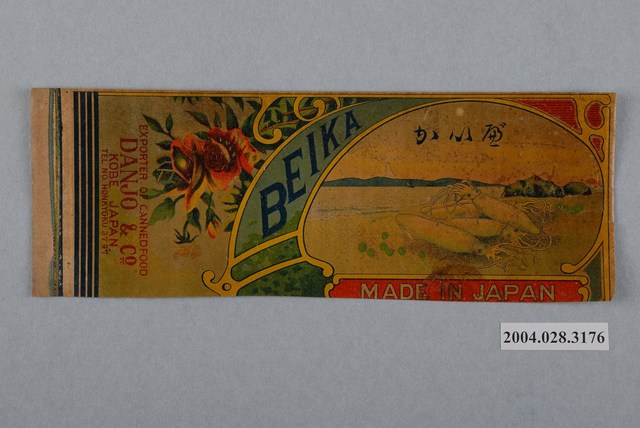 EXPORTER OF CANNED FOOD
DANJO & Co.
KOBE JAPAN
BEIKA
MADE IN JAPAN
2004.028.3176